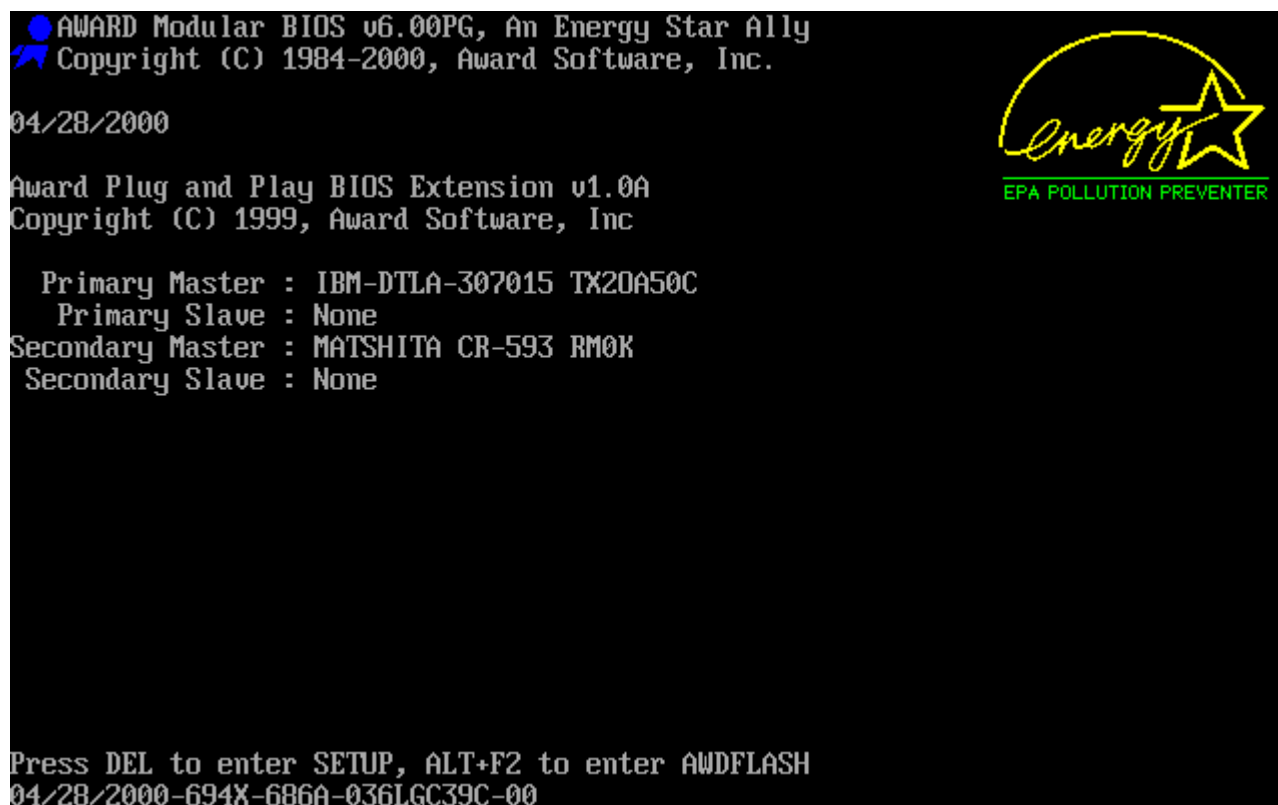 AWARD Modular BIOS v6.00PG, An Energy Star Ally
Copyright (C) 1984-2000, Award Software, Inc.
energy
EPA POLLUTION PREVENTER
04/28/2000
Award Plug and Play BIOS Extension v1.0A
Copyright (C) 1999, Award Software, Inc
Primary Master : IBM-DTLA-307015 TX2OA50C
Primary Slave : None
Secondary Master : MATSHITA CR-593 RM0K
Secondary Slave : None
Press DEL to enter SETUP, ALT+F2 to enter AWDFLASH
04/28/2000-694X-686A-036LGC39C-00